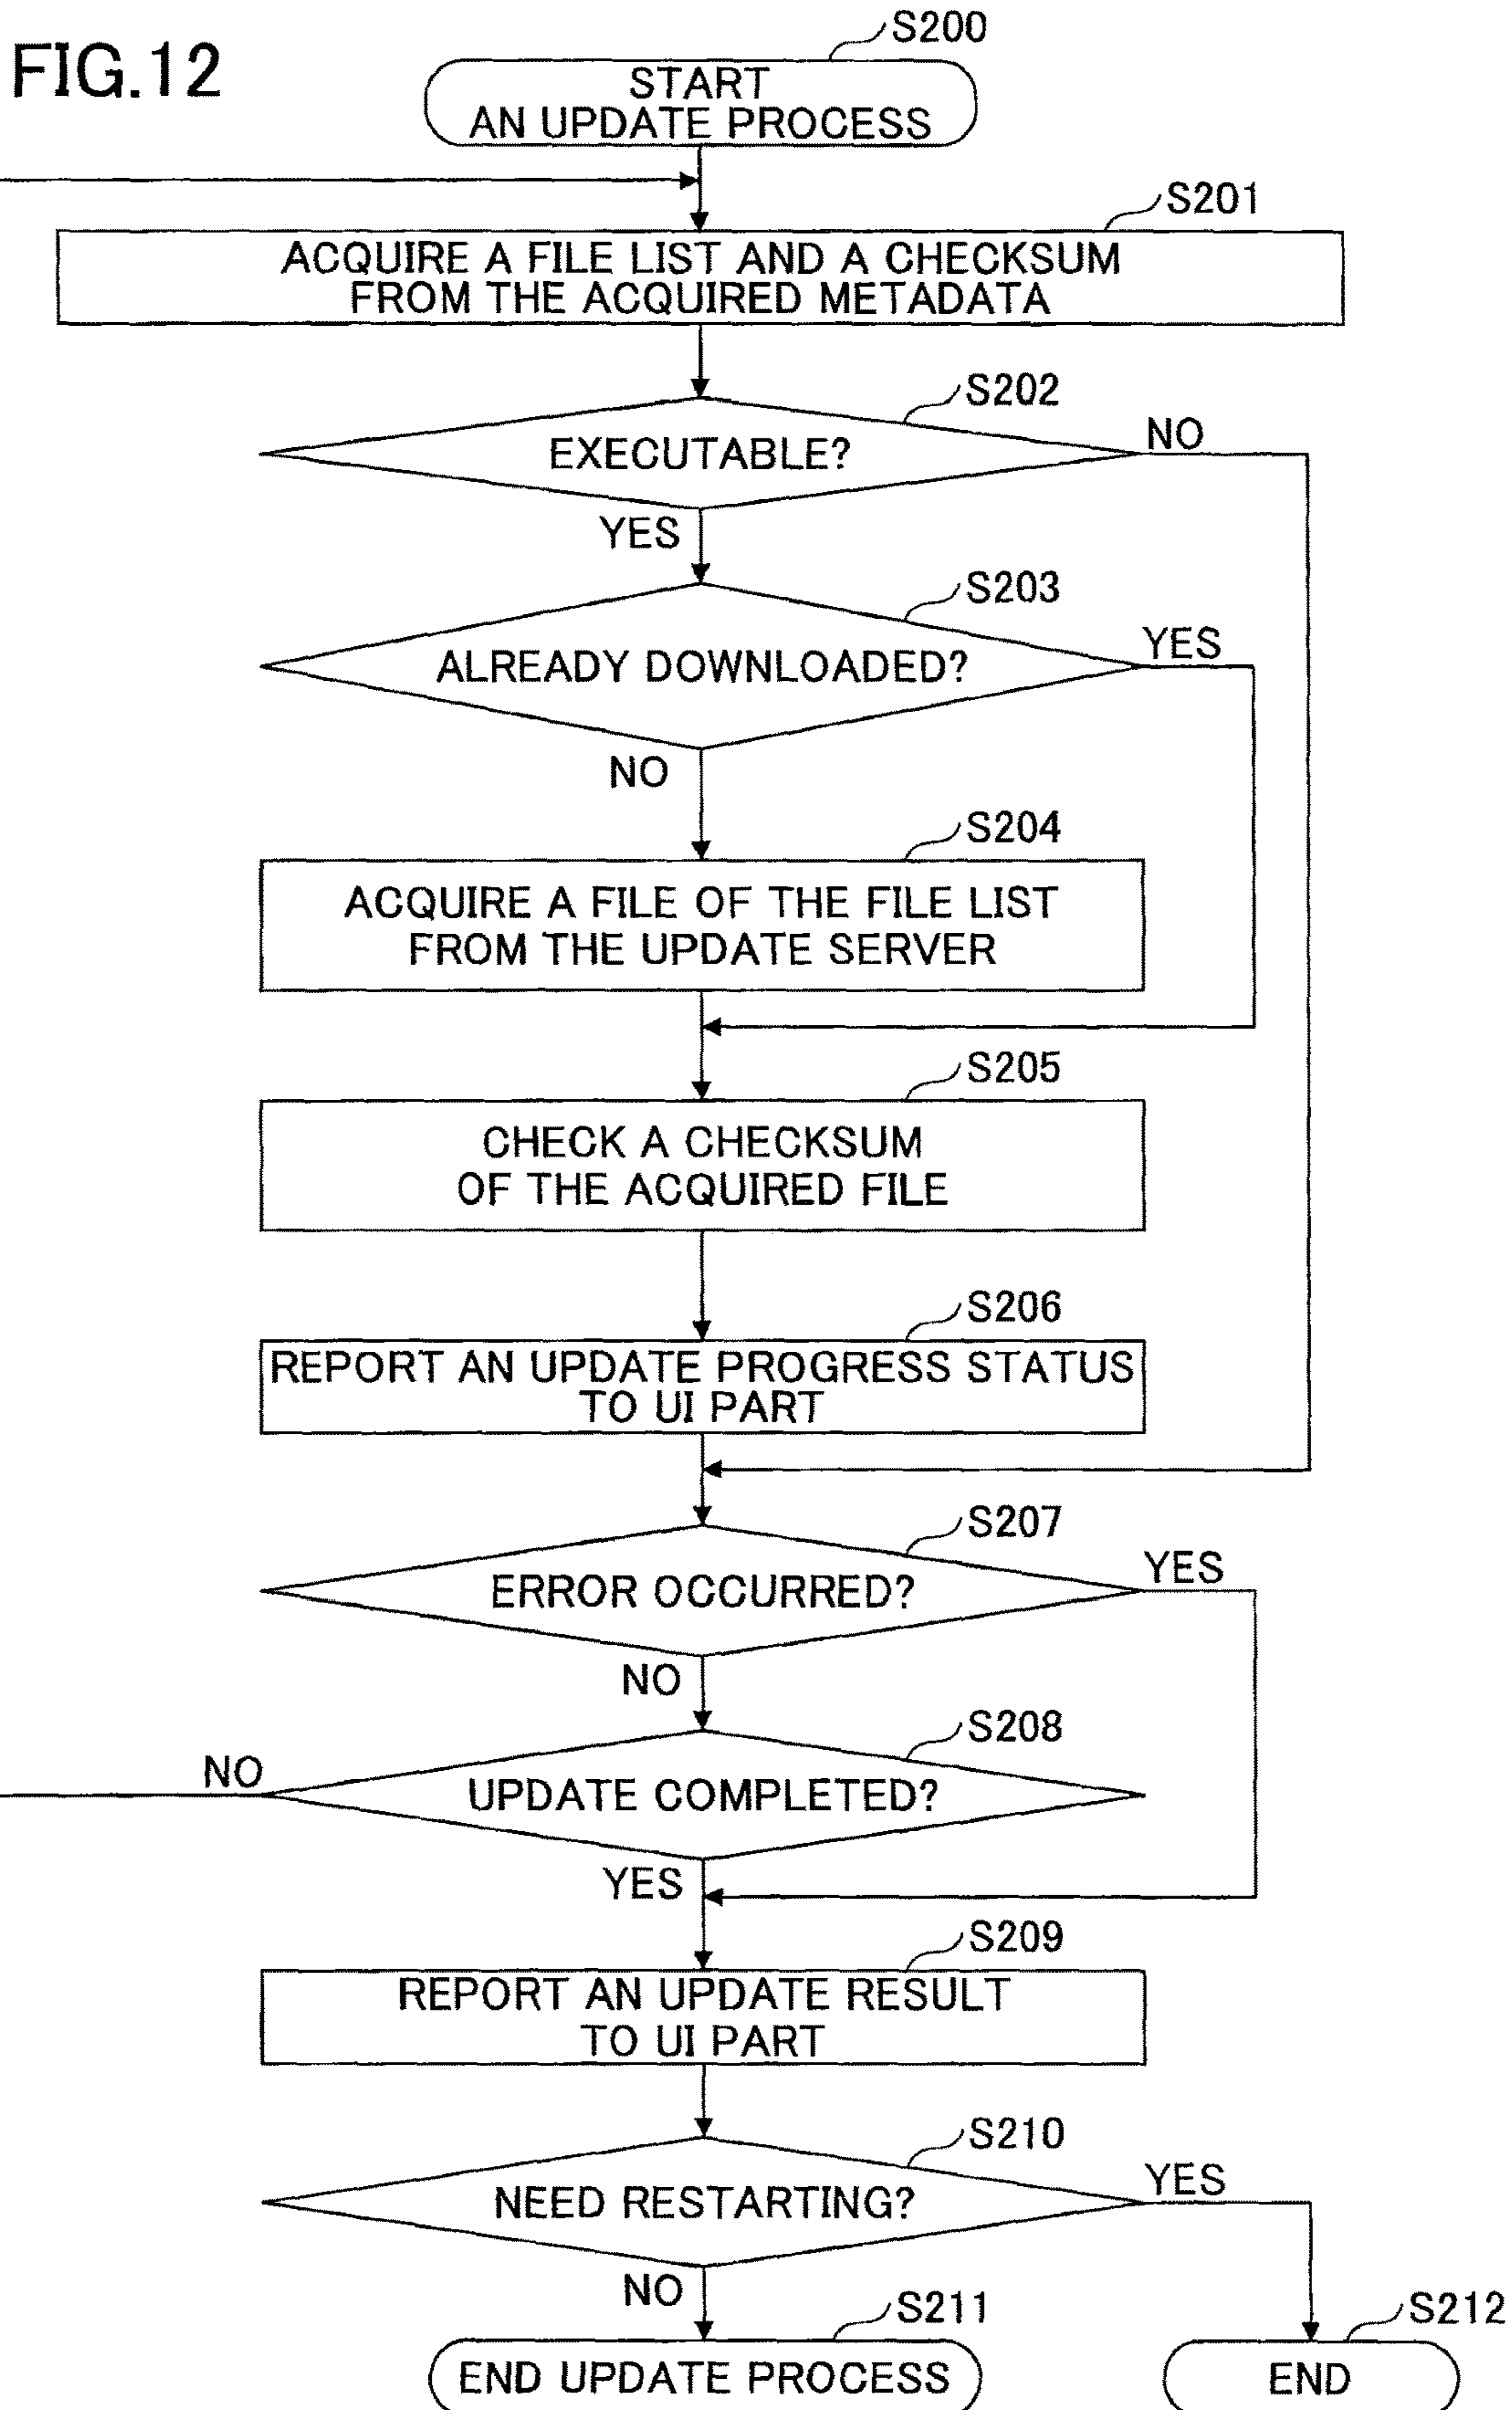 FIG.12
S200
START
AN UPDATE PROCESS
S201
ACQUIRE A FILE LIST AND A CHECKSUM
FROM THE ACQUIRED METADATA
S202
EXECUTABLE?
NO
YES
S203
ALREADY DOWNLOADED?
YES
NO
S204
ACQUIRE A FILE OF THE FILE LIST
FROM THE UPDATE SERVER
S205
CHECK A CHECKSUM
OF THE ACQUIRED FILE
S206
REPORT AN UPDATE PROGRESS STATUS
TO UI PART
S207
ERROR OCCURRED?
YES
NO
S208
NO
UPDATE COMPLETED?
YES
S209
REPORT AN UPDATE RESULT
TO UI PART
S210
NEED RESTARTING?
YES
NO
S211
END UPDATE PROCESS
S212
END